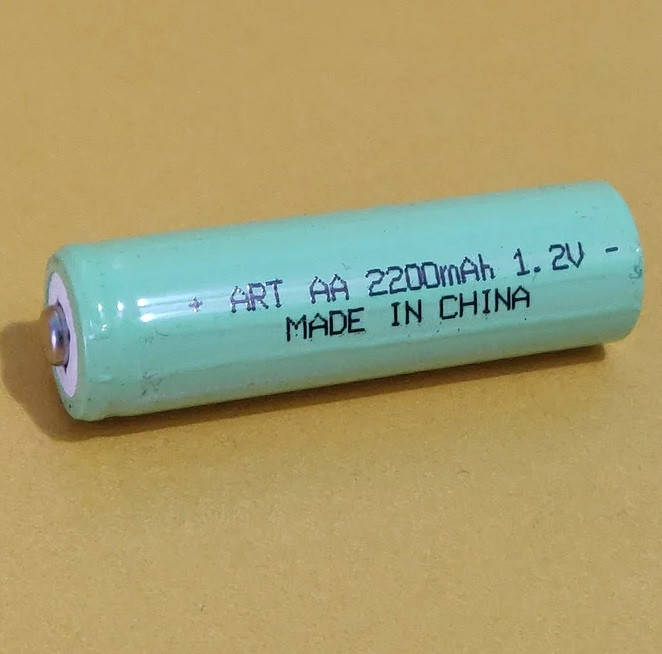 + ART AA 2200mAh 1.2V -
MADE IN CHINA